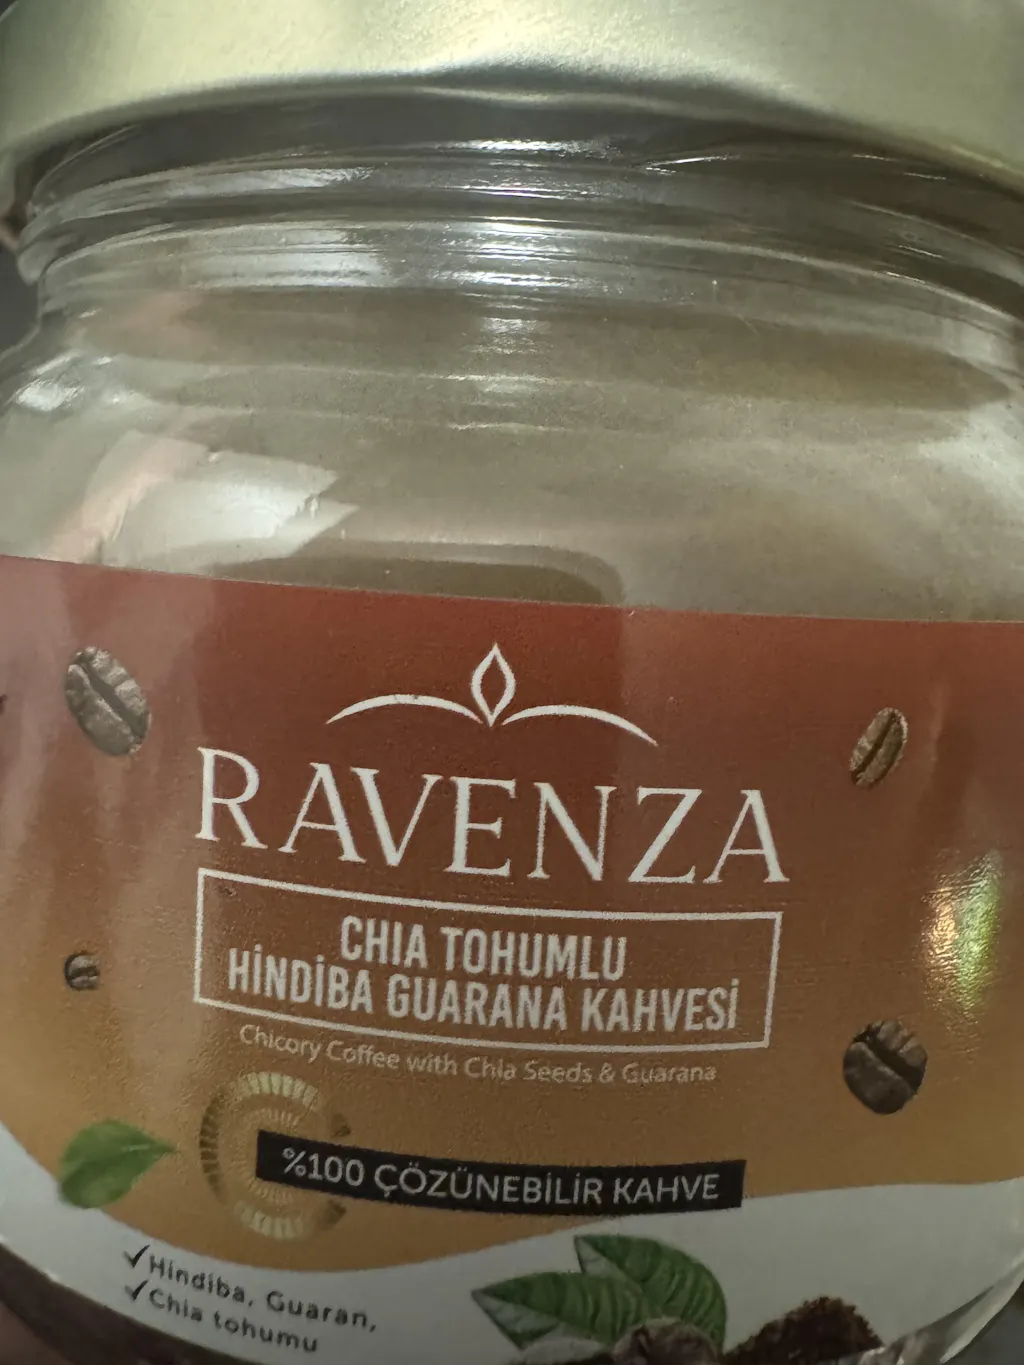 RAVENZA
CHIA TOHUMLU
HİNDİBA GUARANA KAHVESİ
Chicory Coffee with Chia Seeds & Guarana
%100 ÇÖZÜNEBİLİR KAHVE
✓Hindiba, Guaran,
✓Chia tohumu